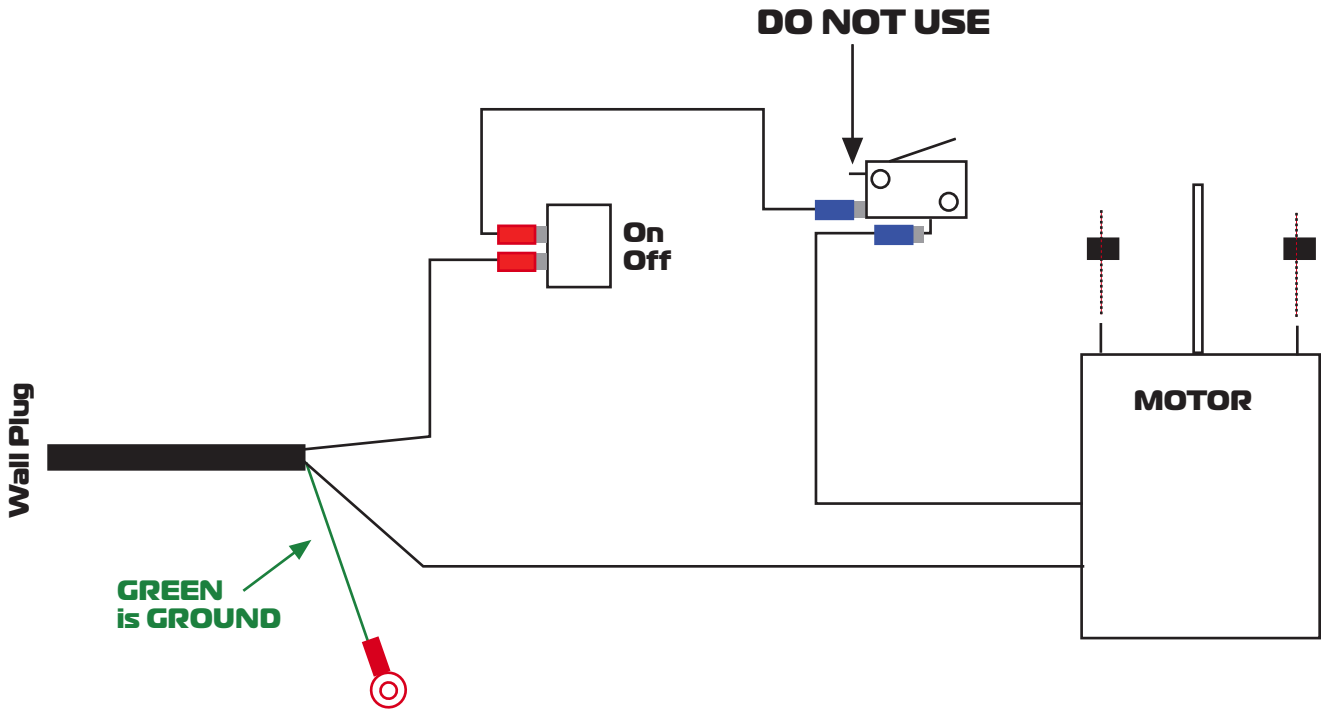 DO NOT USE
On
Off
MOTOR
Wall Plug
GREEN
is GROUND